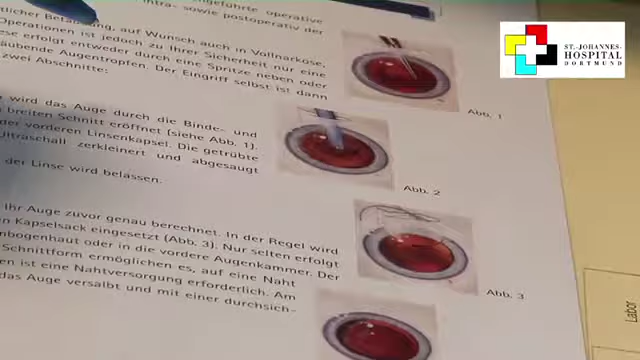 angeführte operative
intra- sowie postoperativ der
tlicher Betäubung, auf Wunsch auch in Vollnarkose,
Operationen ist jedoch zu Ihrer Sicherheit nur eine
ese erfolgt entweder durch eine Spritze neben oder
äubende Augentropfen. Der Eingriff selbst ist dann
zwei Abschnitte:
Abb. 1
wird das Auge durch die Binde- und
breiten Schnitt eröffnet (siehe Abb. 1).
der vorderen Linsenkapsel. Die getrübte
Ultraschall zerkleinert und abgesaugt
der Linse wird belassen.
Abb. 2
Ihr Auge zuvor genau berechnet. In der Regel wird
n Kapselsack eingesetzt (Abb. 3). Nur selten erfolgt
nbogenhaut oder in die vordere Augenkammer. Der
Schnittform ermöglichen es, auf eine Naht
en ist eine Nahtversorgung erforderlich. Am
das Auge versalbt und mit einer durchsich-
Abb. 3
Labor
ST.-JOHANNES-
HOSPITAL
DORTMUND